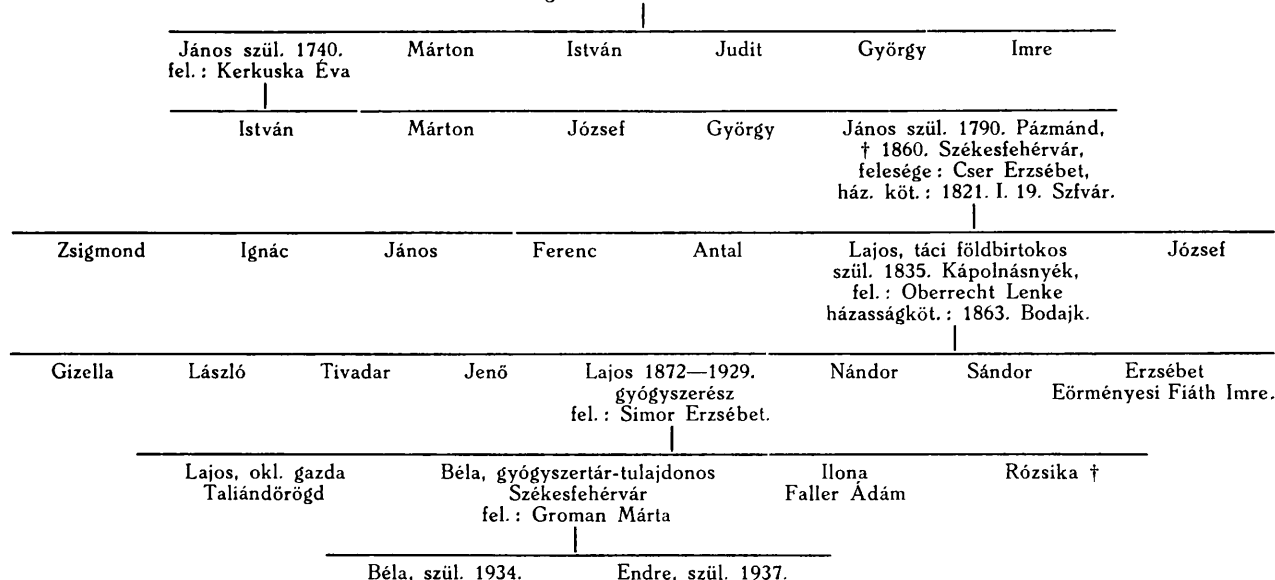 János szül. 1740. Márton István Judit György Imre
fel.: Kerkuska Éva
István Márton József György János szül. 1790. Pázmánd,
† 1860. Székesfehérvár,
felesége: Cser Erzsébet,
ház. köt.: 1821. I. 19. Szfvár.
Zsigmond Ignác János Ferenc Antal Lajos, táci földbirtokos József
szül. 1835. Kápolnásnyék,
fel.: Oberrecht Lenke
házasságköt.: 1863. Bodajk.
Gizella László Tivadar Jenő Lajos 1872—1929. Nándor Sándor Erzsébet
gyógyszerész Eörményesi Fiáth Imre.
fel.: Simor Erzsébet.
Lajos, okl. gazda Béla, gyógyszertár-tulajdonos Ilona Rózsika †
Taliándörögd Székesfehérvár Faller Ádám
fel.: Groman Márta
Béla, szül. 1934. Endre, szül. 1937.